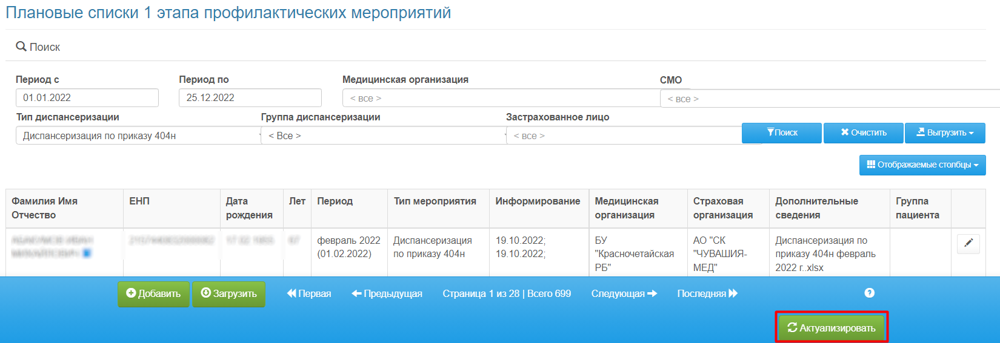 Плановые списки 1 этапа профилактических мероприятий
Поиск
Период с Период по Медицинская организация СМО
01.01.2022 25.12.2022 < все > < все >
Тип диспансеризации Группа диспансеризации Застрахованное лицо
Диспансеризация по приказу 404н < Все > < все > Поиск Очистить Выгрузить
Отображаемые столбцы
Фамилия Имя ЕНП Дата Лет Период Тип мероприятия Информирование Медицинская Страховая Дополнительные Группа
Отчество рождения организация организация сведения пациента
февраль 2022 Диспансеризация 19.10.2022; БУ АО "СК Диспансеризация по
(01.02.2022) по приказу 404н 19.10.2022; "Красночетайская "ЧУВАШИЯ- приказу 404н февраль
РБ" МЕД" 2022 г..xlsx
Добавить Загрузить Первая Предыдущая Страница 1 из 28 | Всего 699 Следующая Последняя ?
Актуализировать